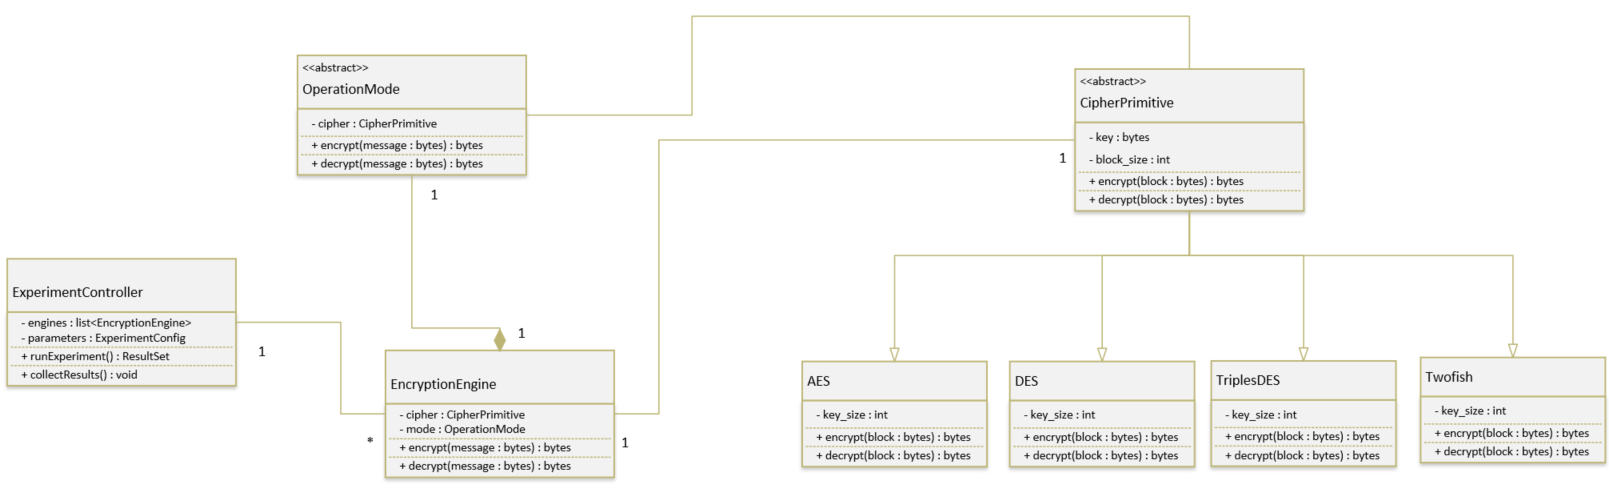 <<abstract>>
OperationMode
- cipher : CipherPrimitive
+ encrypt(message : bytes) : bytes
+ decrypt(message : bytes) : bytes
1
<<abstract>>
CipherPrimitive
- key : bytes
- block_size : int
+ encrypt(block : bytes) : bytes
+ decrypt(block : bytes) : bytes
1
ExperimentController
- engines : list<EncryptionEngine>
- parameters : ExperimentConfig
+ runExperiment() : ResultSet
+ collectResults() : void
1
*
1
EncryptionEngine
- cipher : CipherPrimitive
- mode : OperationMode
+ encrypt(message : bytes) : bytes
+ decrypt(message : bytes) : bytes
1
AES
- key_size : int
+ encrypt(block : bytes) : bytes
+ decrypt(block : bytes) : bytes
DES
- key_size : int
+ encrypt(block : bytes) : bytes
+ decrypt(block : bytes) : bytes
TriplesDES
- key_size : int
+ encrypt(block : bytes) : bytes
+ decrypt(block : bytes) : bytes
Twofish
- key_size : int
+ encrypt(block : bytes) : bytes
+ decrypt(block : bytes) : bytes